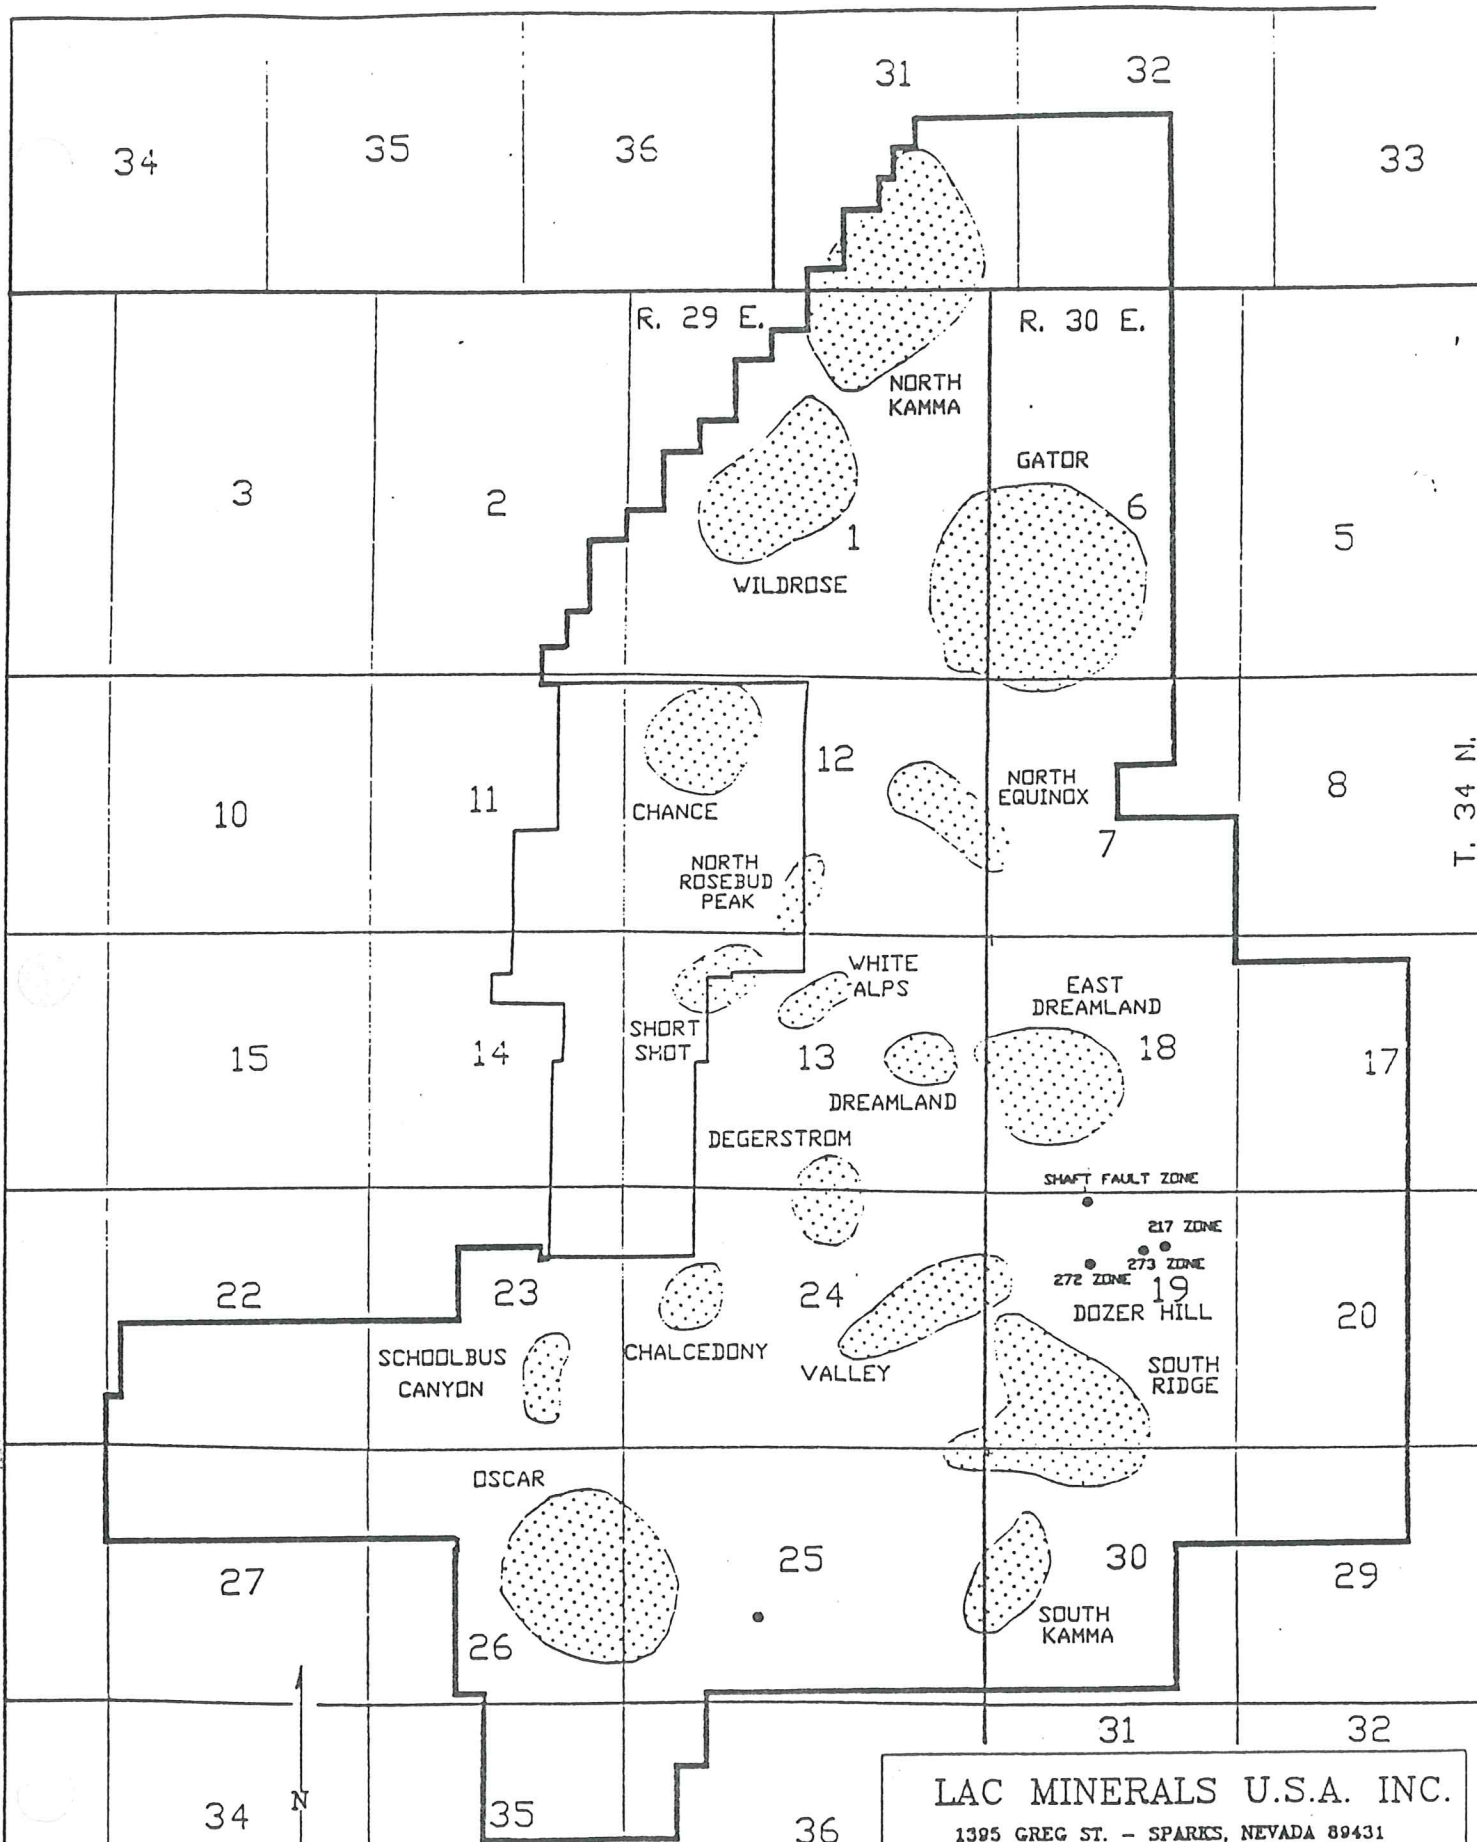 31
32
34
35
36
33
R. 29 E.
R. 30 E.
NORTH
KAMMA
GATOR
3
2
6
1
5
WILDROSE
12
NORTH
EQUINOX
8
T. 34 N.
10
11
CHANCE
7
NORTH
ROSEBUD
PEAK
WHITE
ALPS
EAST
DREAMLAND
SHORT
SHOT
15
14
13
18
17
DREAMLAND
DEGERSTROM
SHAFT FAULT ZONE
217 ZONE
273 ZONE
272 ZONE
22
23
24
19
DOZER HILL
20
SCHOOLBUS
CANYON
CHALCEDONY
VALLEY
SOUTH
RIDGE
OSCAR
27
25
30
29
26
SOUTH
KAMMA
31
32
34
N
35
36
LAC MINERALS U.S.A. INC.
1395 GREG ST. - SPARKS, NEVADA 89431